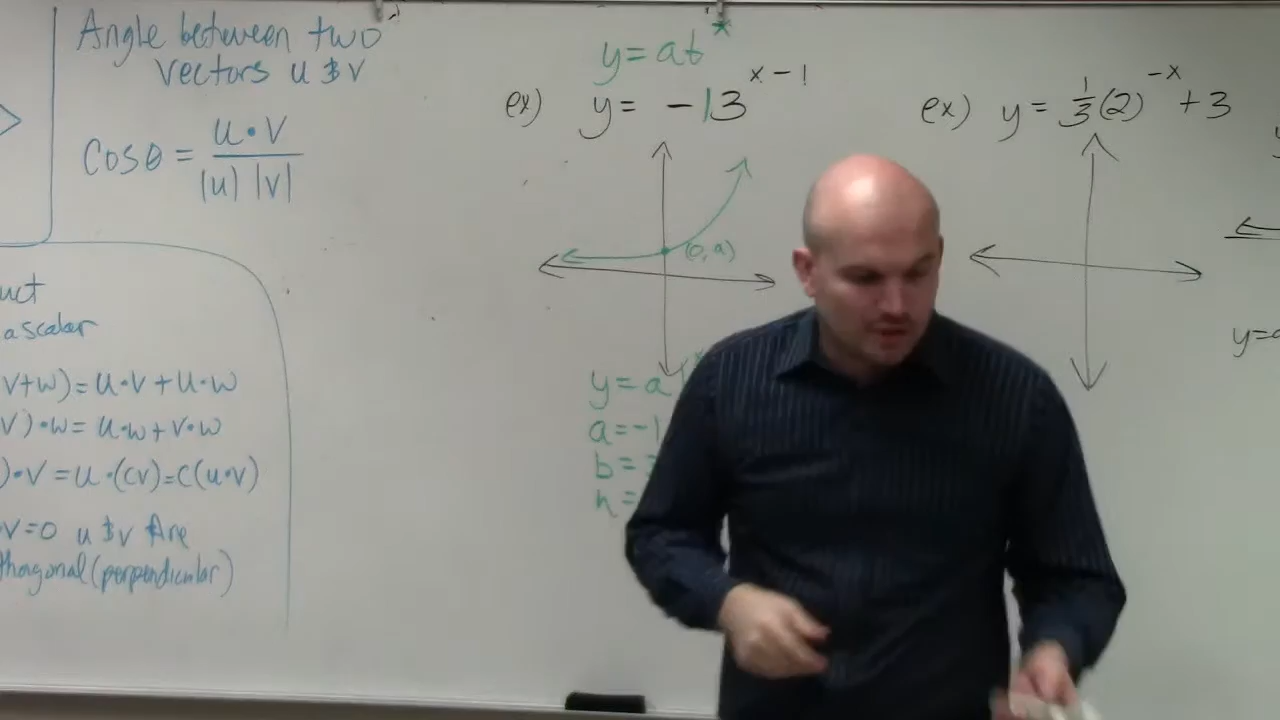 Angle between two
vectors u & v
Cosθ = u•v / |u| |v|
uct
a scalar
v+w) = u•v + u•w
v)•w = u•w + v•w
)•v = u•(cv) = c(u•v)
v=0 u & v Are
thogonal (perpendicular)
y = ab^x
ex) y = -13^(x-1)
(0, a)
y = a
a = -1
b =
h =
ex) y = 1/3 (2)^(-x) + 3
y=